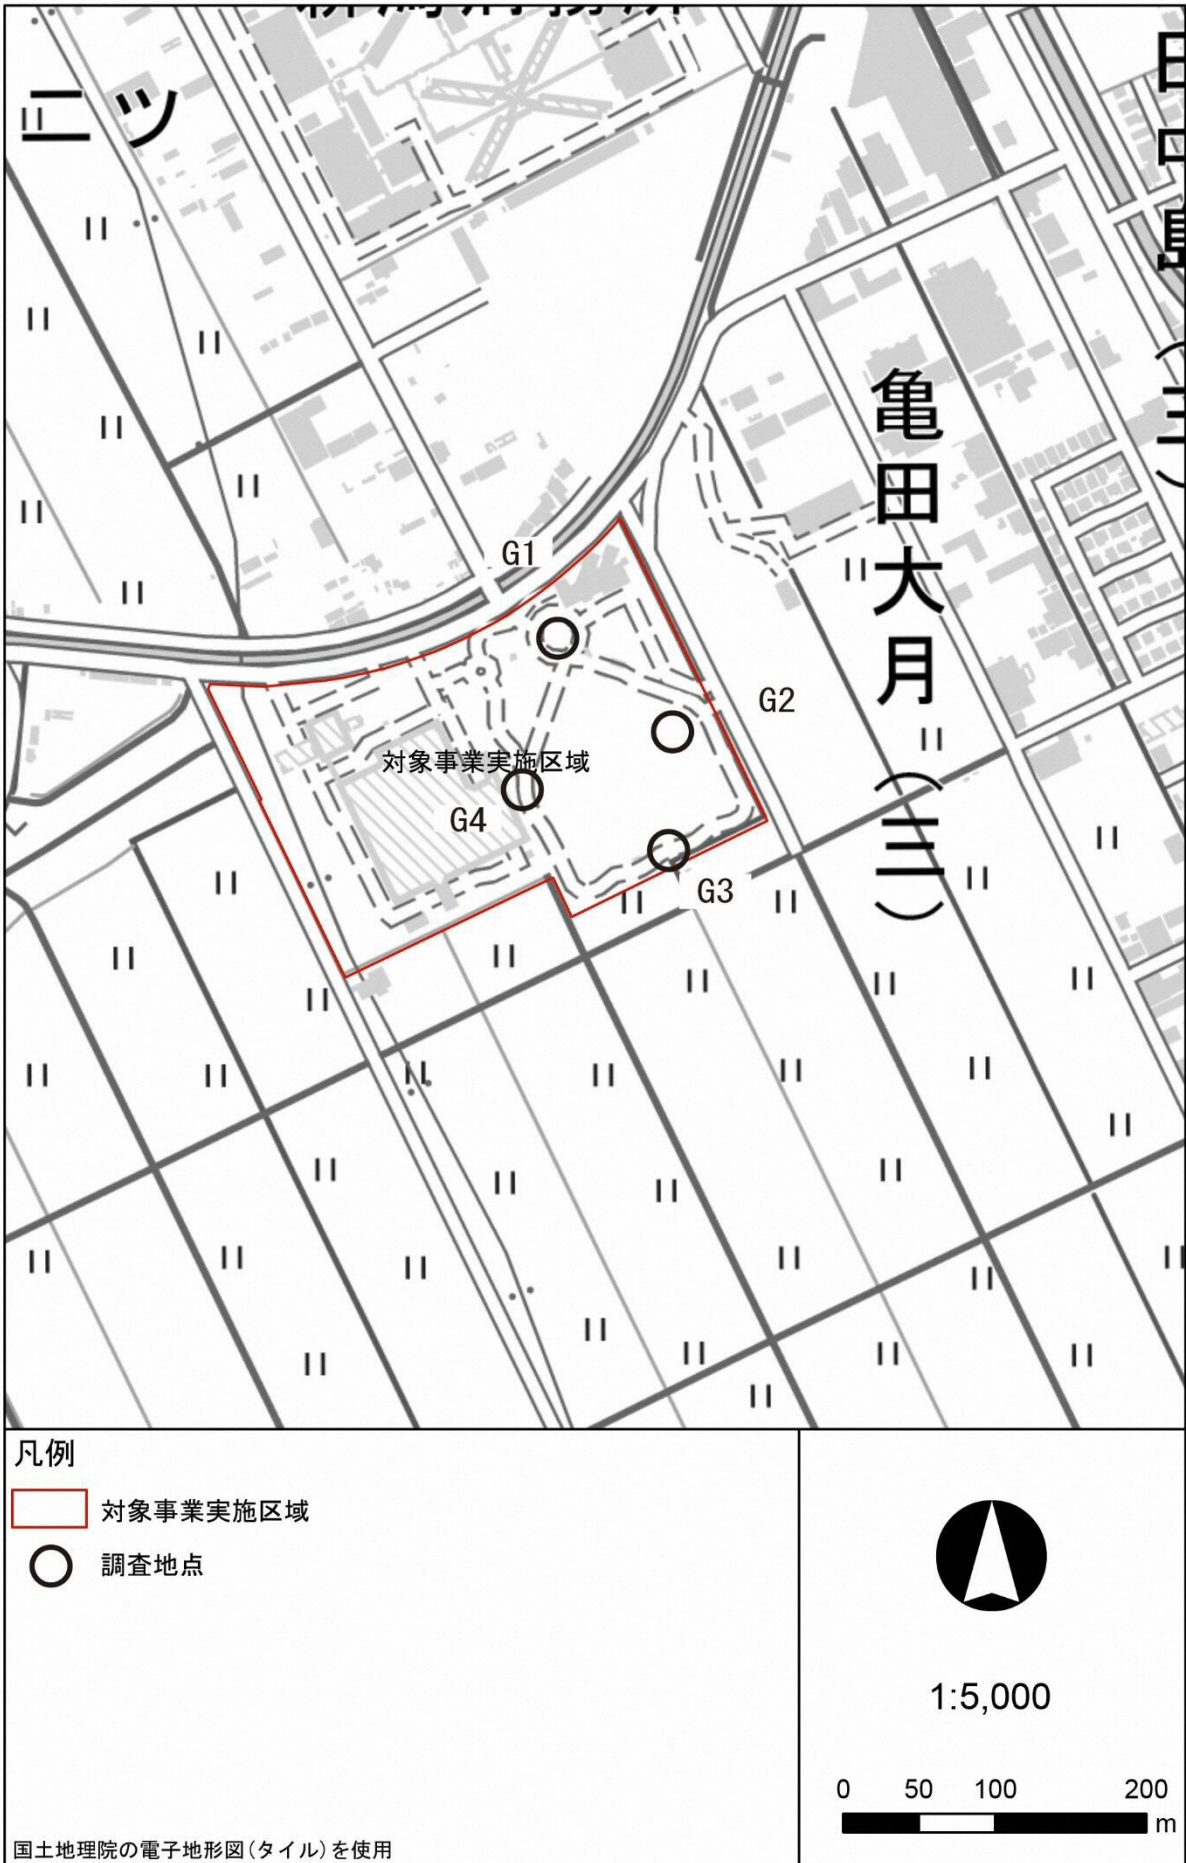 二ツ
亀田大月(三)
G1
G2
対象事業実施区域
G4
G3
凡例
対象事業実施区域
調査地点
1:5,000
0 50 100 200
m
国土地理院の電子地形図(タイル)を使用